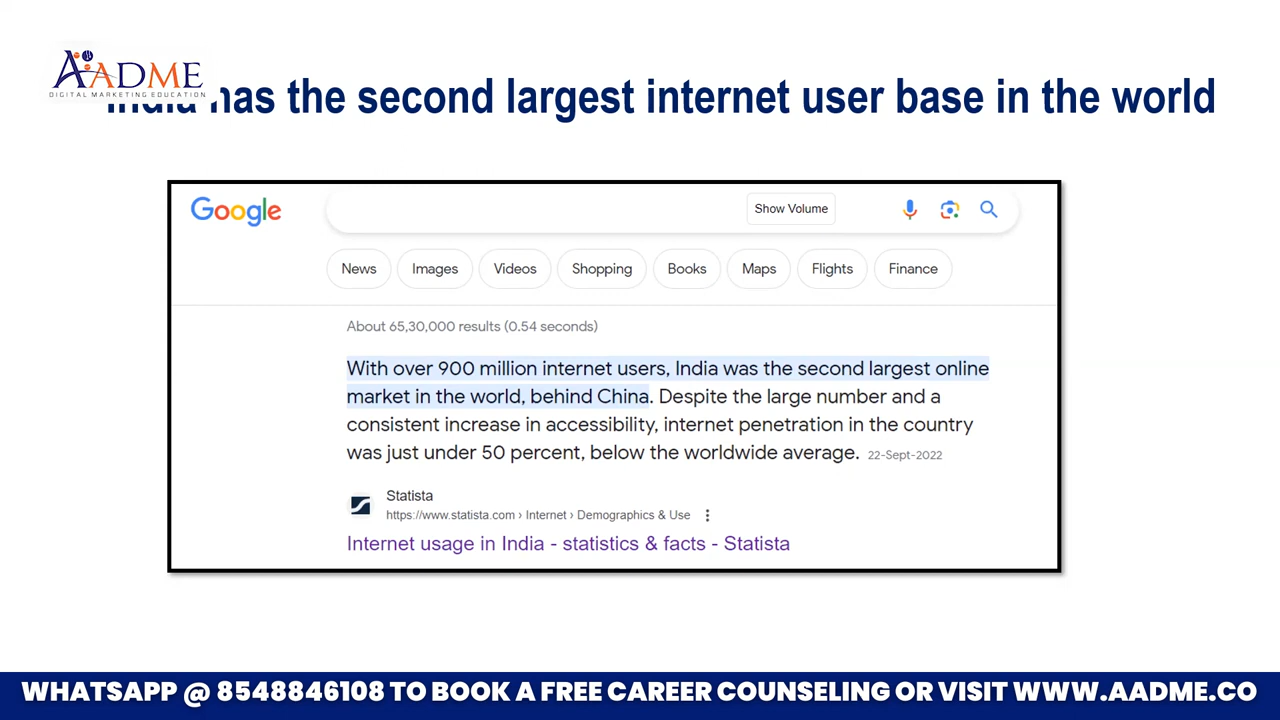 AADME
DIGITAL MARKETING EDUCATION
India has the second largest internet user base in the world
Google
Show Volume
News Images Videos Shopping Books Maps Flights Finance
About 65,30,000 results (0.54 seconds)
With over 900 million internet users, India was the second largest online
market in the world, behind China. Despite the large number and a
consistent increase in accessibility, internet penetration in the country
was just under 50 percent, below the worldwide average. 22-Sept-2022
Statista
https://www.statista.com › Internet › Demographics & Use
Internet usage in India - statistics & facts - Statista
WHATSAPP @ 8548846108 TO BOOK A FREE CAREER COUNSELING OR VISIT WWW.AADME.CO